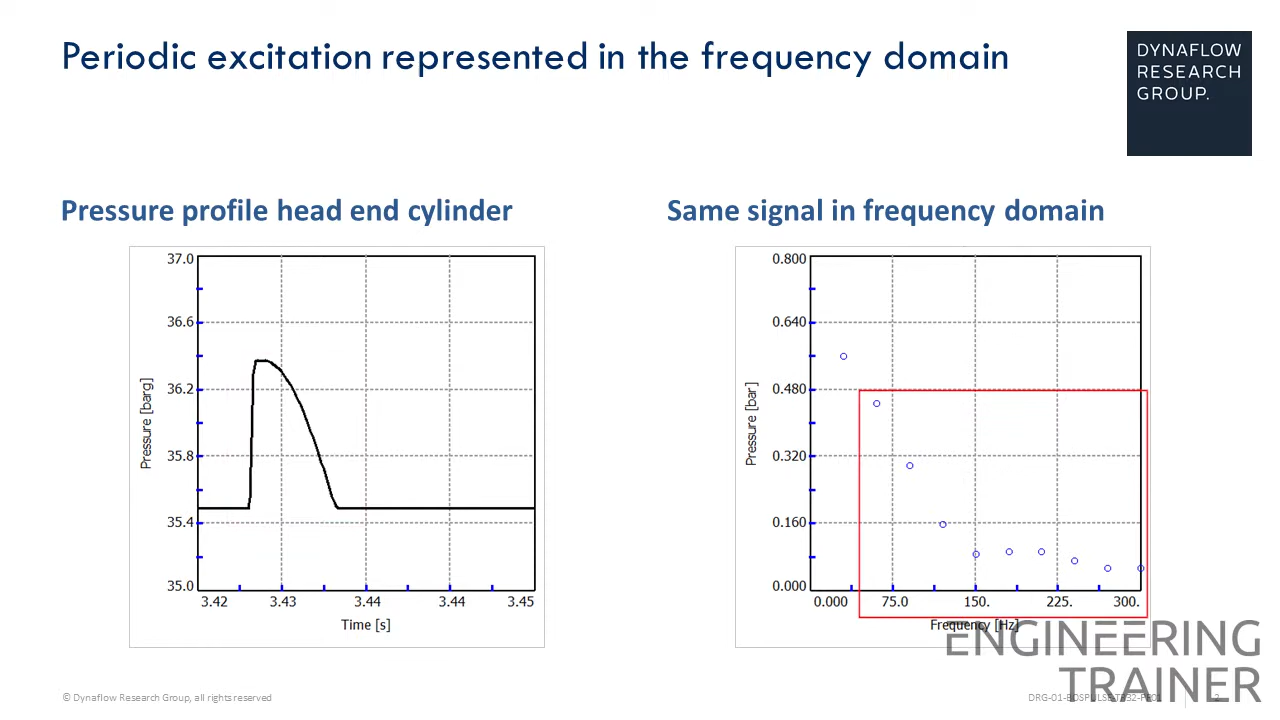 Periodic excitation represented in the frequency domain
DYNAFLOW
RESEARCH
GROUP.
Pressure profile head end cylinder
Same signal in frequency domain
37.0
36.6
36.2
35.8
35.4
35.0
Pressure [barg]
3.42 3.43 3.44 3.44 3.45
Time [s]
0.800
0.640
0.480
0.320
0.160
0.000
Pressure [bar]
0.000 75.0 150. 225. 300.
Frequency [Hz]
ENGINEERING
TRAINER
© Dynaflow Research Group, all rights reserved
2